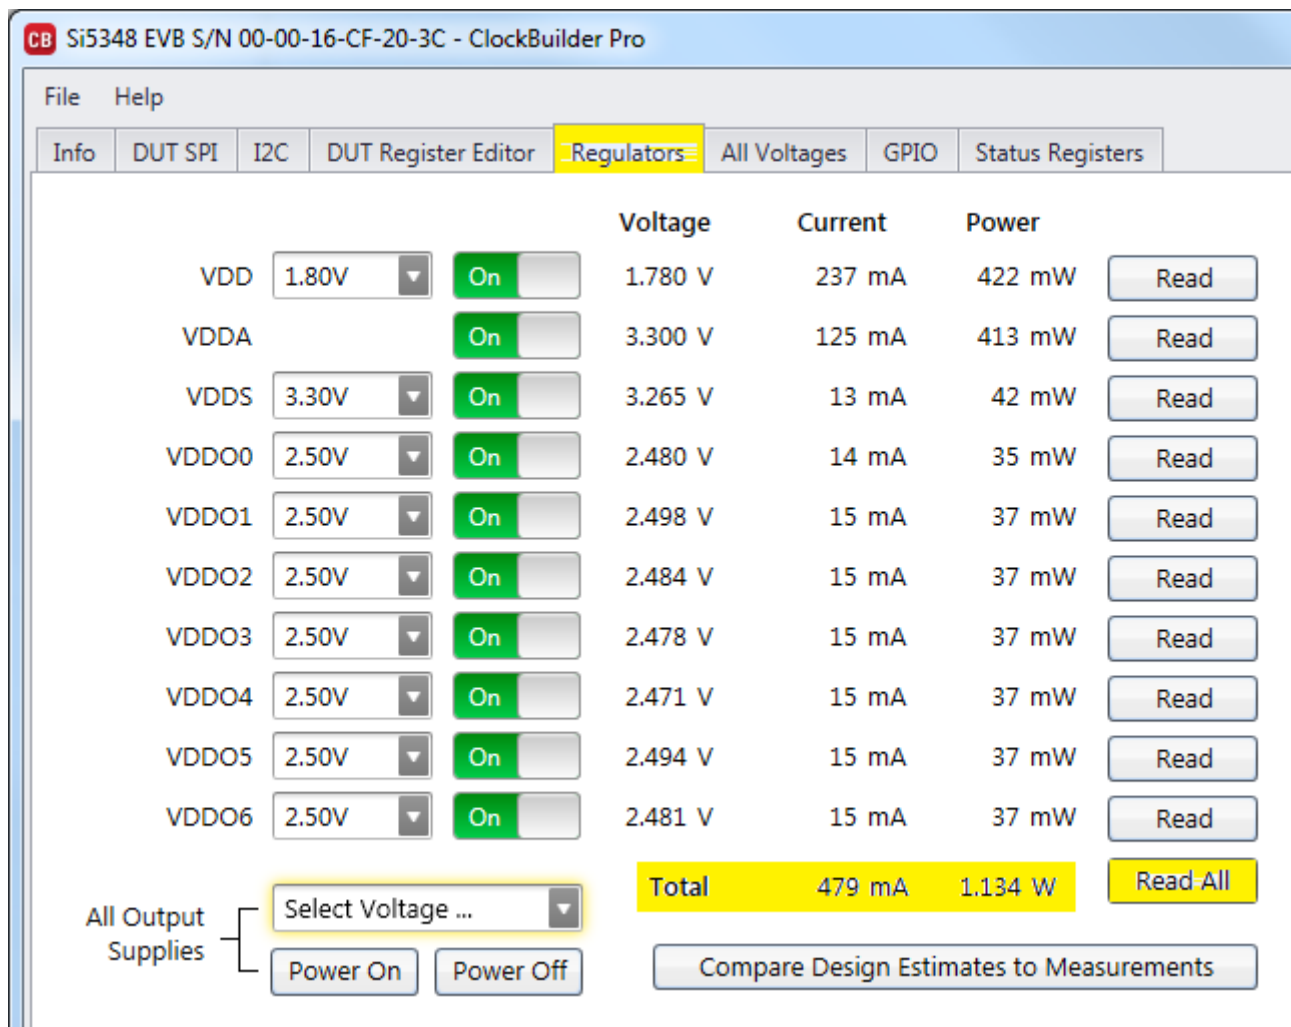 CB Si5348 EVB S/N 00-00-16-CF-20-3C - ClockBuilder Pro
File Help
Info DUT SPI I2C DUT Register Editor Regulators All Voltages GPIO Status Registers
Voltage Current Power
VDD 1.80V On 1.780 V 237 mA 422 mW Read
VDDA On 3.300 V 125 mA 413 mW Read
VDDS 3.30V On 3.265 V 13 mA 42 mW Read
VDDO0 2.50V On 2.480 V 14 mA 35 mW Read
VDDO1 2.50V On 2.498 V 15 mA 37 mW Read
VDDO2 2.50V On 2.484 V 15 mA 37 mW Read
VDDO3 2.50V On 2.478 V 15 mA 37 mW Read
VDDO4 2.50V On 2.471 V 15 mA 37 mW Read
VDDO5 2.50V On 2.494 V 15 mA 37 mW Read
VDDO6 2.50V On 2.481 V 15 mA 37 mW Read
Total 479 mA 1.134 W Read All
All Output
Supplies
Select Voltage ...
Power On Power Off
Compare Design Estimates to Measurements